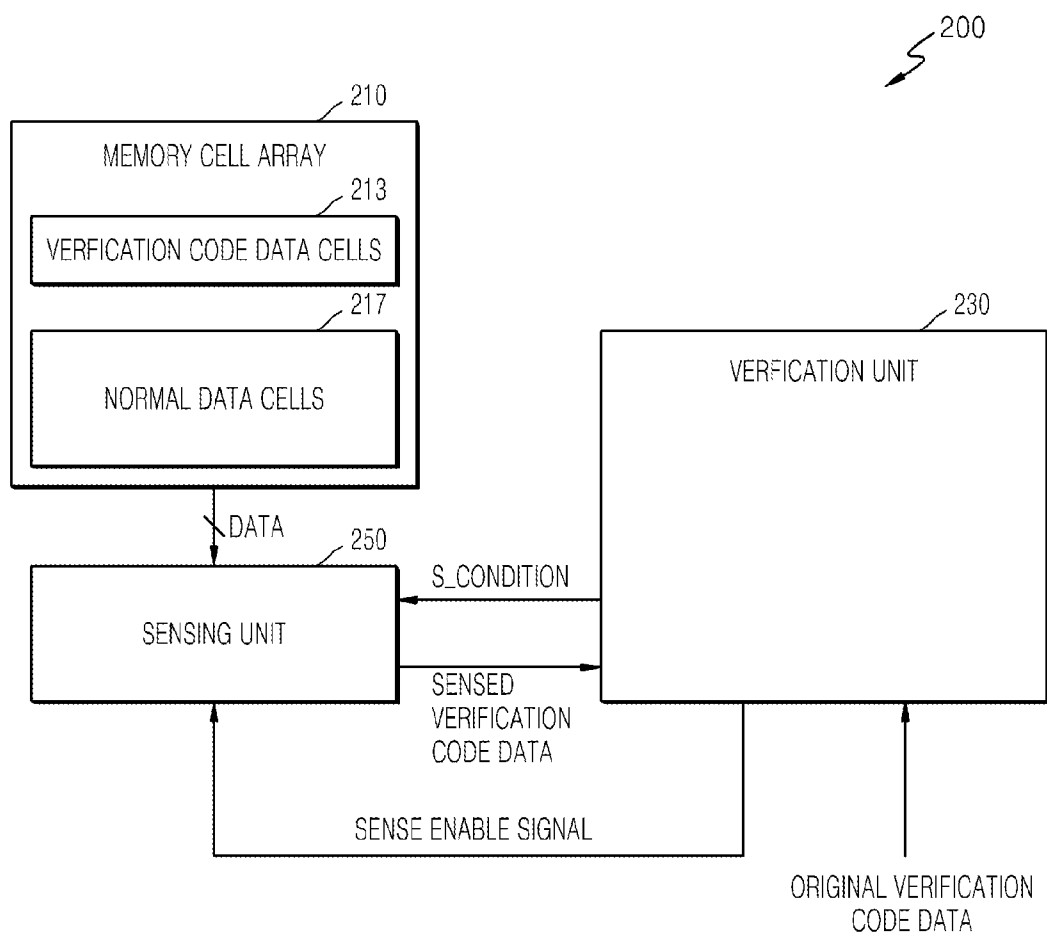 200
210
MEMORY CELL ARRAY
213
VERFICATION CODE DATA CELLS
217
NORMAL DATA CELLS
230
VERFICATION UNIT
DATA
250
SENSING UNIT
S_CONDITION
SENSED
VERIFICATION
CODE DATA
SENSE ENABLE SIGNAL
ORIGINAL VERIFICATION
CODE DATA